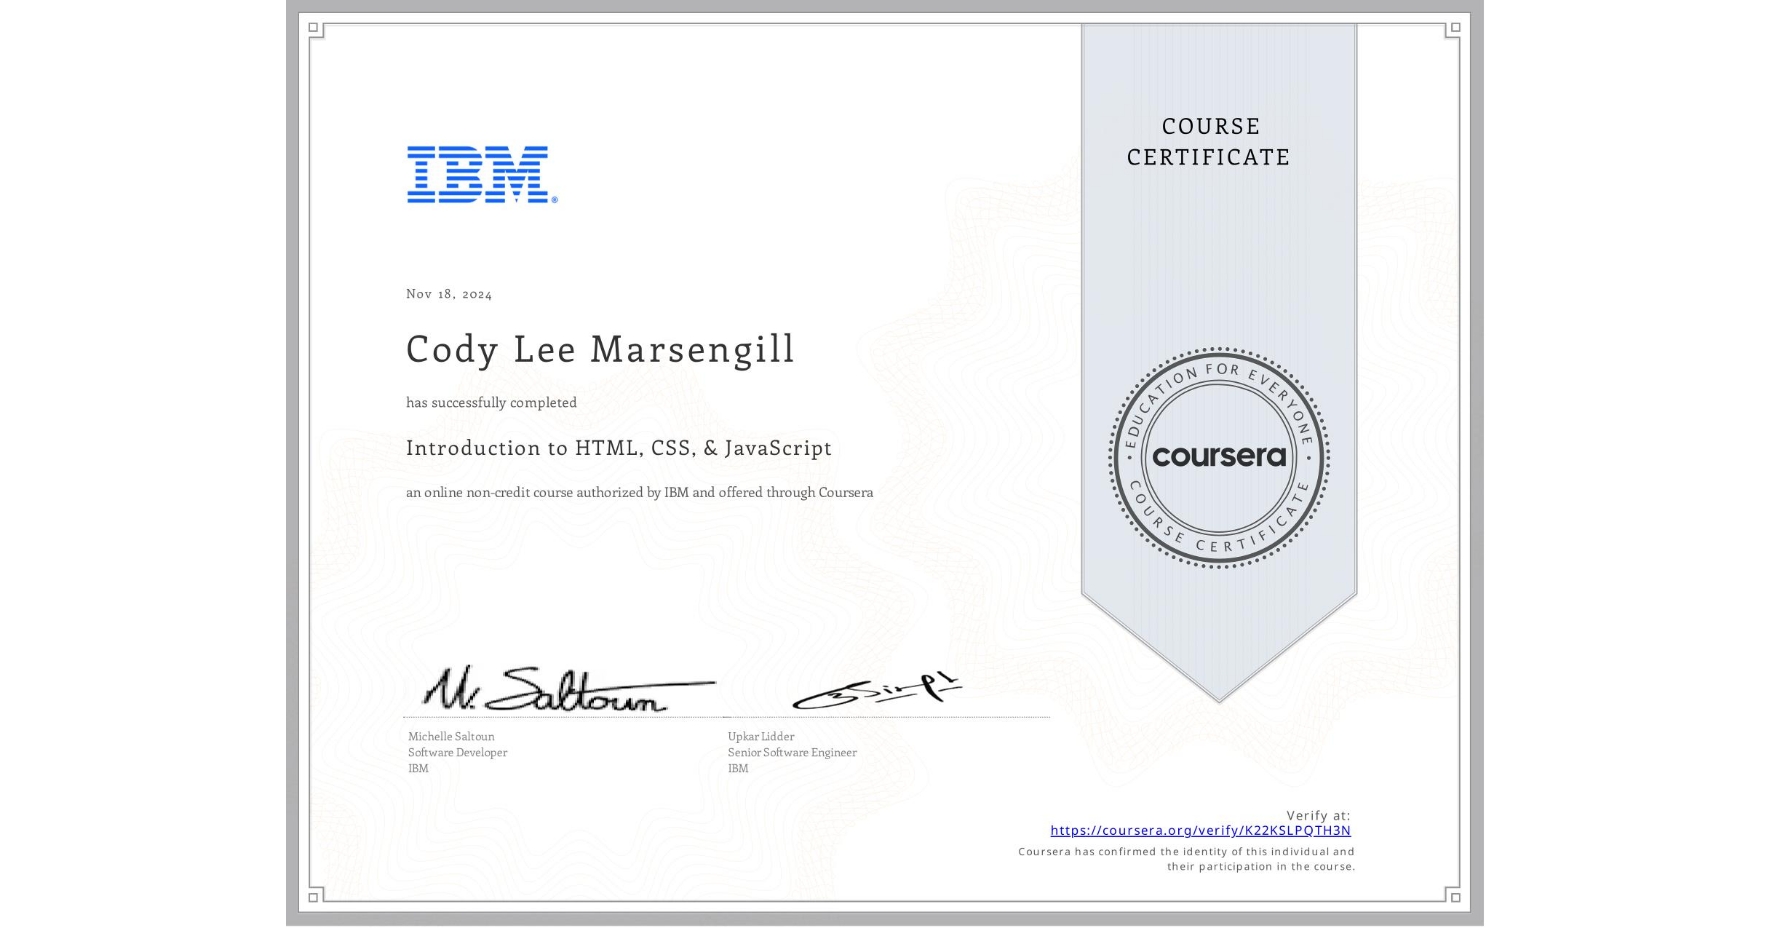 COURSE
CERTIFICATE
IBM®
Nov 18, 2024
Cody Lee Marsengill
has successfully completed
Introduction to HTML, CSS, & JavaScript
an online non-credit course authorized by IBM and offered through Coursera
EDUCATION FOR EVERYONE
coursera
COURSE CERTIFICATE
M. Saltoun
Michelle Saltoun
Software Developer
IBM
Upkar Lidder
Senior Software Engineer
IBM
Verify at:
https://coursera.org/verify/K22KSLPQTH3N
Coursera has confirmed the identity of this individual and
their participation in the course.